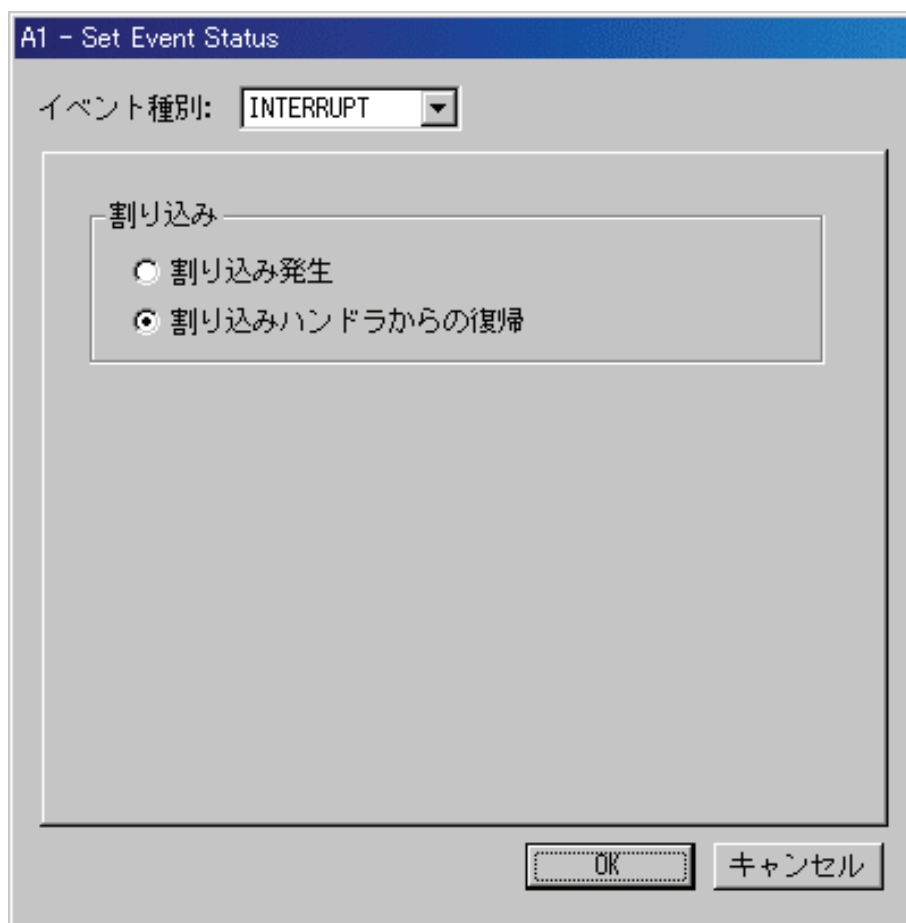 A1 - Set Event Status
イベント種別: INTERRUPT
割り込み
割り込み発生
割り込みハンドラからの復帰
OK キャンセル